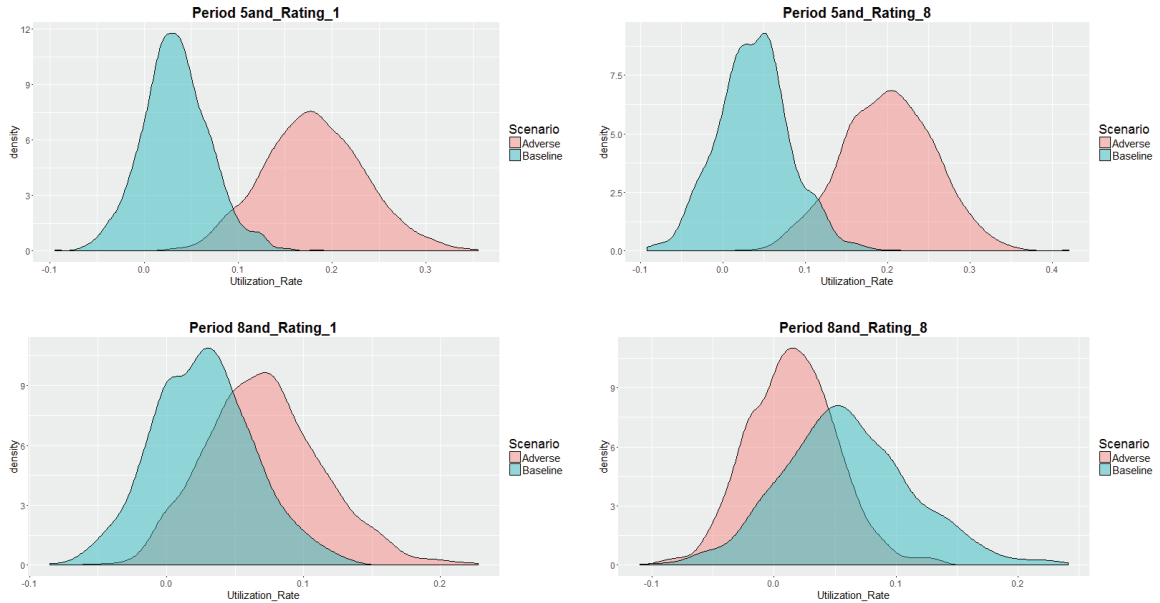 Period 5and_Rating_1
12
9
6
3
0
density
-0.1 0.0 0.1 0.2 0.3
Utilization_Rate
Scenario
Adverse
Baseline
Period 5and_Rating_8
7.5
5.0
2.5
0.0
density
-0.1 0.0 0.1 0.2 0.3 0.4
Utilization_Rate
Scenario
Adverse
Baseline
Period 8and_Rating_1
9
6
3
0
density
-0.1 0.0 0.1 0.2
Utilization_Rate
Scenario
Adverse
Baseline
Period 8and_Rating_8
9
6
3
0
density
-0.1 0.0 0.1 0.2
Utilization_Rate
Scenario
Adverse
Baseline